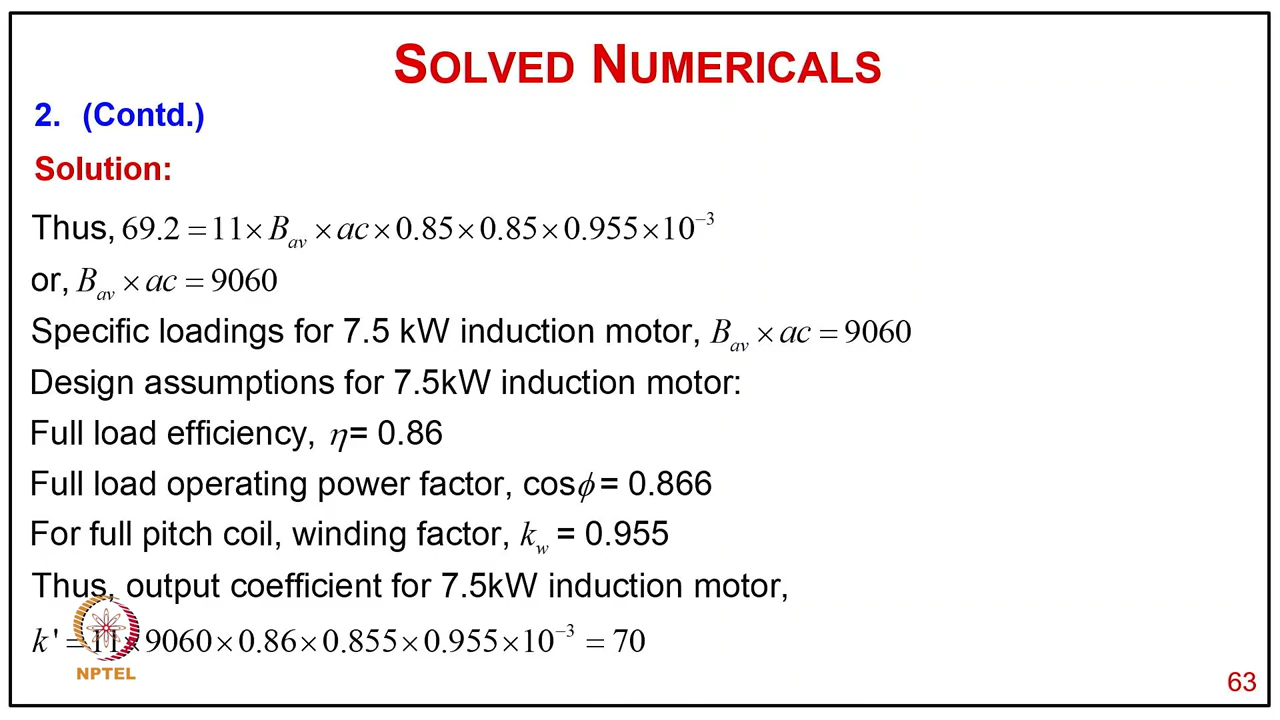 SOLVED NUMERICALS
2. (Contd.)
Solution:
Thus, 69.2 = 11 × B_av × ac × 0.85 × 0.85 × 0.955 × 10⁻³
or, B_av × ac = 9060
Specific loadings for 7.5 kW induction motor, B_av × ac = 9060
Design assumptions for 7.5kW induction motor:
Full load efficiency, η = 0.86
Full load operating power factor, cosϕ = 0.866
For full pitch coil, winding factor, k_w = 0.955
Thus, output coefficient for 7.5kW induction motor,
k' = 11 × 9060 × 0.86 × 0.855 × 0.955 × 10⁻³ = 70
NPTEL
63